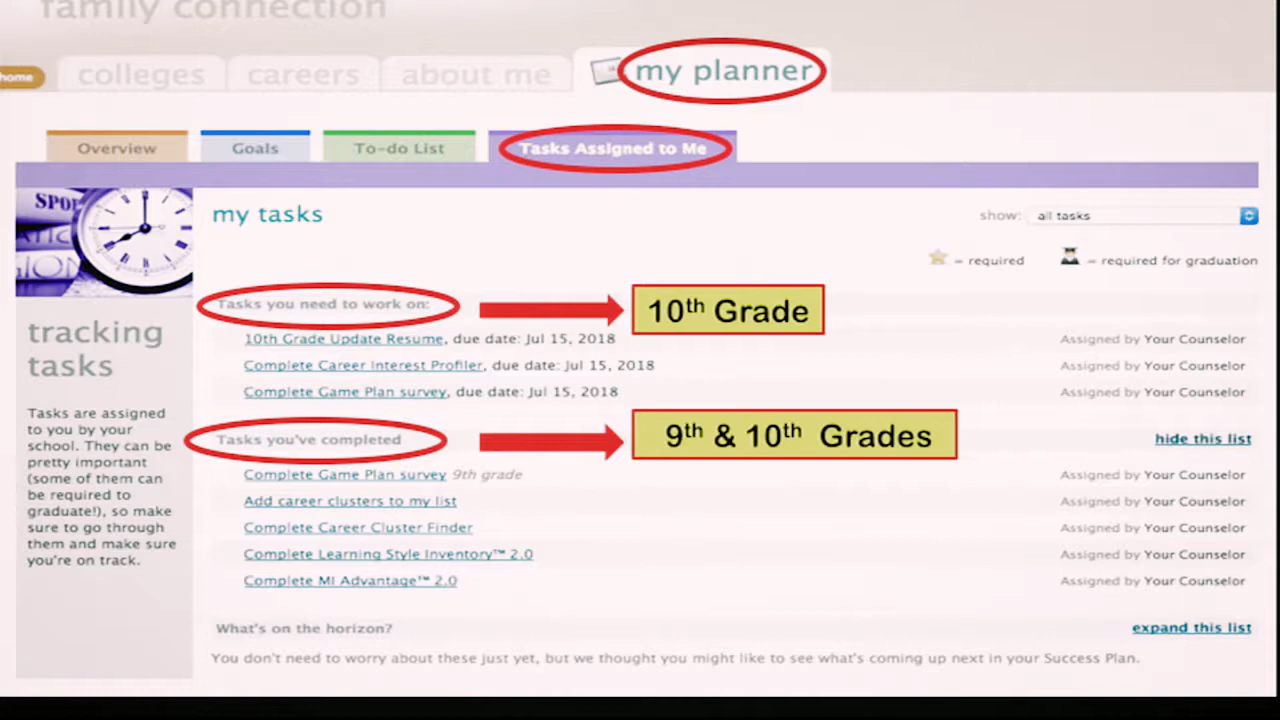 family connection
home
colleges
careers
about me
my planner
Overview
Goals
To-do List
Tasks Assigned to Me
my tasks
show: all tasks
= required
= required for graduation
tracking
tasks
Tasks are assigned
to you by your
school. They can be
pretty important
(some of them can
be required to
graduate!), so make
sure to go through
them and make sure
you're on track.
Tasks you need to work on:
10th Grade
10th Grade Update Resume, due date: Jul 15, 2018 Assigned by Your Counselor
Complete Career Interest Profiler, due date: Jul 15, 2018 Assigned by Your Counselor
Complete Game Plan survey, due date: Jul 15, 2018 Assigned by Your Counselor
Tasks you've completed
9th & 10th Grades
hide this list
Complete Game Plan survey 9th grade Assigned by Your Counselor
Add career clusters to my list Assigned by Your Counselor
Complete Career Cluster Finder Assigned by Your Counselor
Complete Learning Style Inventory™ 2.0 Assigned by Your Counselor
Complete MI Advantage™ 2.0 Assigned by Your Counselor
What's on the horizon? expand this list
You don't need to worry about these just yet, but we thought you might like to see what's coming up next in your Success Plan.